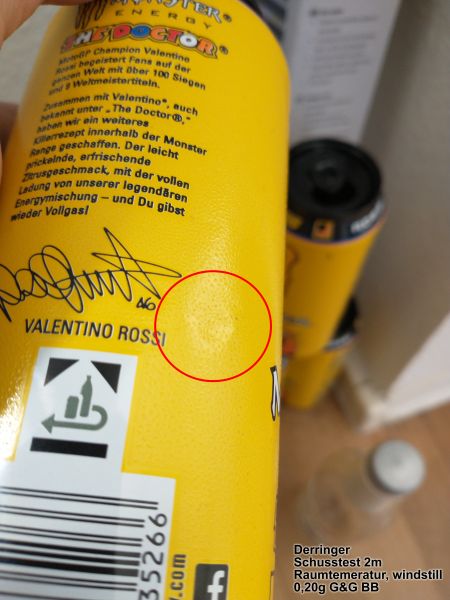 MONSTER®
ENERGY
THE DOCTOR®
MotoGP Champion Valentino
Rossi begeistert Fans auf der
ganzen Welt mit über 100 Siegen
und 9 Weltmeistertiteln.
Zusammen mit Valentino®, auch
bekannt unter „The Doctor®,"
haben wir ein weiteres
Killerrezept innerhalb der Monster
Range geschaffen. Der leicht
prickelnde, erfrischende
Zitrusgeschmack, mit der vollen
Ladung von unserer legendären
Energymischung – und Du gibst
wieder Vollgas!
46
VALENTINO ROSSI
35266
Derringer
Schusstest 2m
Raumtemeratur, windstill
0,20g G&G BB